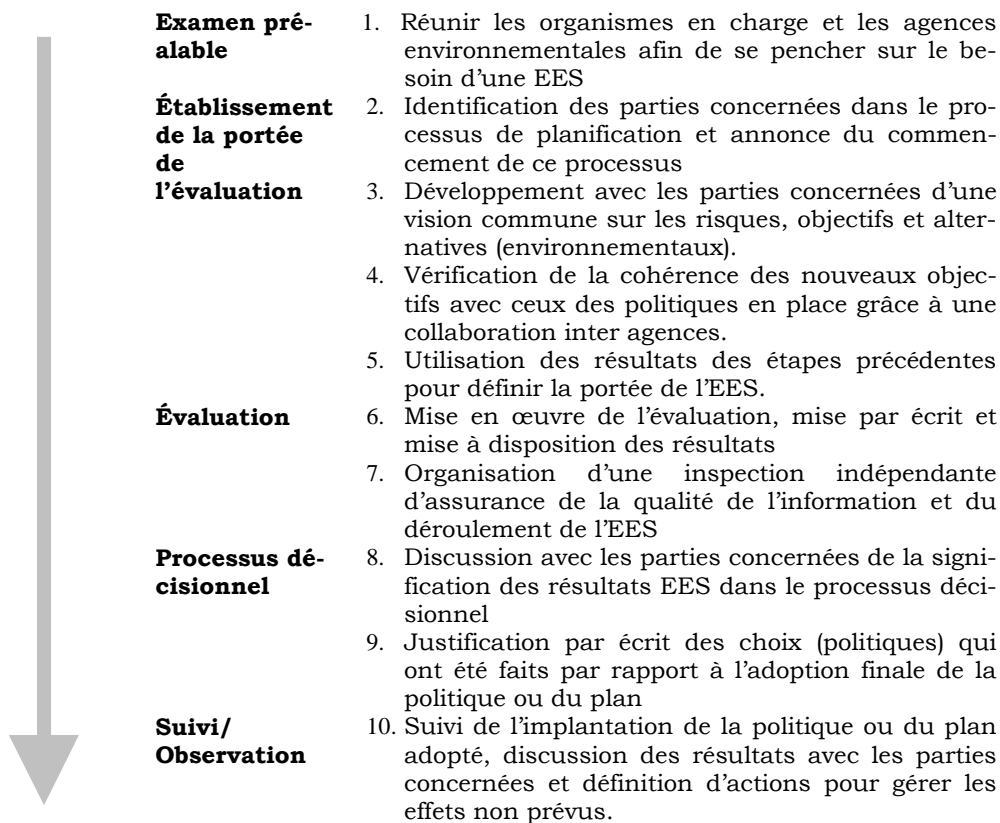 Examen pré-
alable
1. Réunir les organismes en charge et les agences
environnementales afin de se pencher sur le be-
soin d’une EES
Établissement
de la portée
de
l’évaluation
2. Identification des parties concernées dans le pro-
cessus de planification et annonce du commen-
cement de ce processus
3. Développement avec les parties concernées d’une
vision commune sur les risques, objectifs et alter-
natives (environnementaux).
4. Vérification de la cohérence des nouveaux objec-
tifs avec ceux des politiques en place grâce à une
collaboration inter agences.
5. Utilisation des résultats des étapes précédentes
pour définir la portée de l’EES.
Évaluation
6. Mise en œuvre de l’évaluation, mise par écrit et
mise à disposition des résultats
7. Organisation d’une inspection indépendante
d’assurance de la qualité de l’information et du
déroulement de l’EES
Processus dé-
cisionnel
8. Discussion avec les parties concernées de la signi-
fication des résultats EES dans le processus déci-
sionnel
9. Justification par écrit des choix (politiques) qui
ont été faits par rapport à l’adoption finale de la
politique ou du plan
Suivi/
Observation
10. Suivi de l’implantation de la politique ou du plan
adopté, discussion des résultats avec les parties
concernées et définition d’actions pour gérer les
effets non prévus.